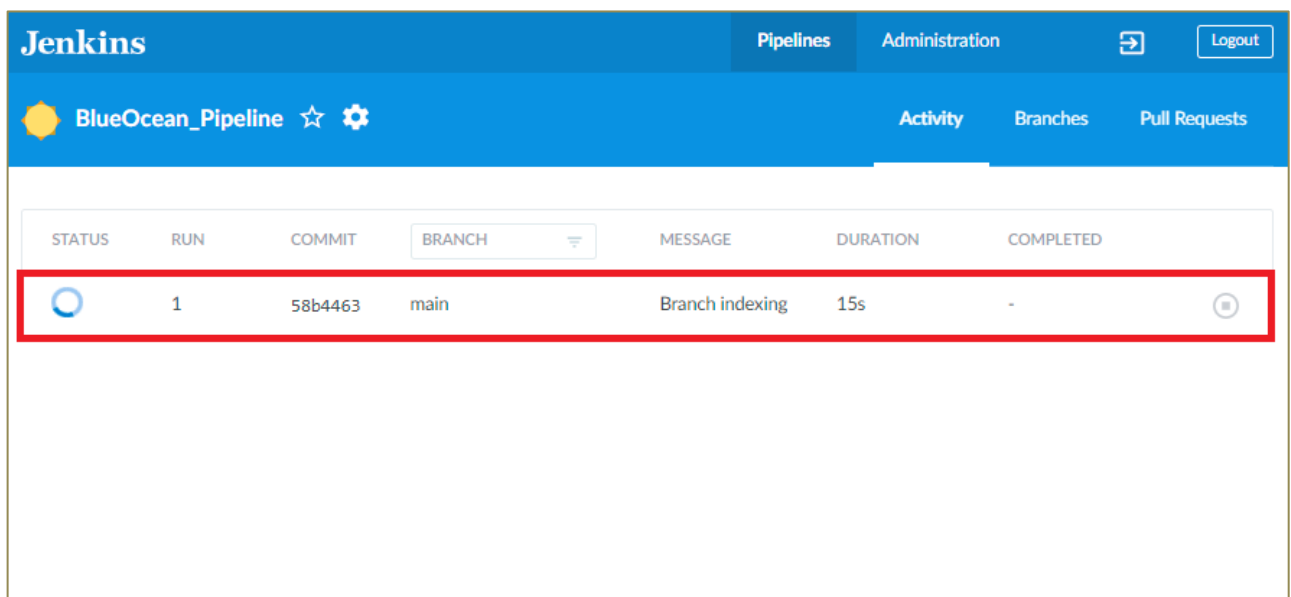 Jenkins Pipelines Administration Logout
BlueOcean_Pipeline Activity Branches Pull Requests
STATUS RUN COMMIT BRANCH MESSAGE DURATION COMPLETED
1 58b4463 main Branch indexing 15s -